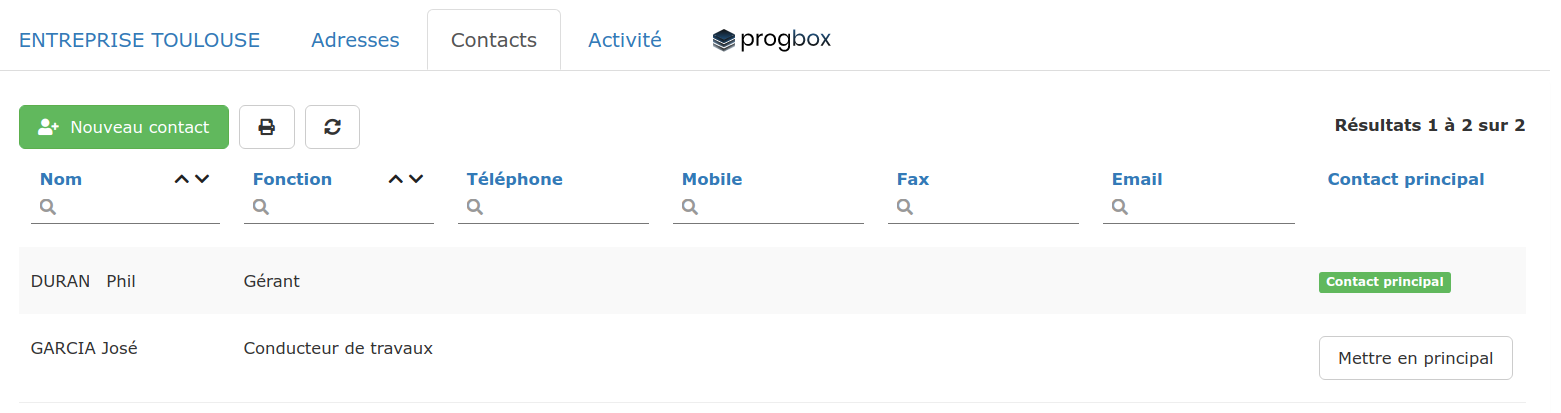 ENTREPRISE TOULOUSE Adresses Contacts Activité progbox
Nouveau contact Résultats 1 à 2 sur 2
Nom Fonction Téléphone Mobile Fax Email Contact principal
DURAN Phil Gérant Contact principal
GARCIA José Conducteur de travaux Mettre en principal